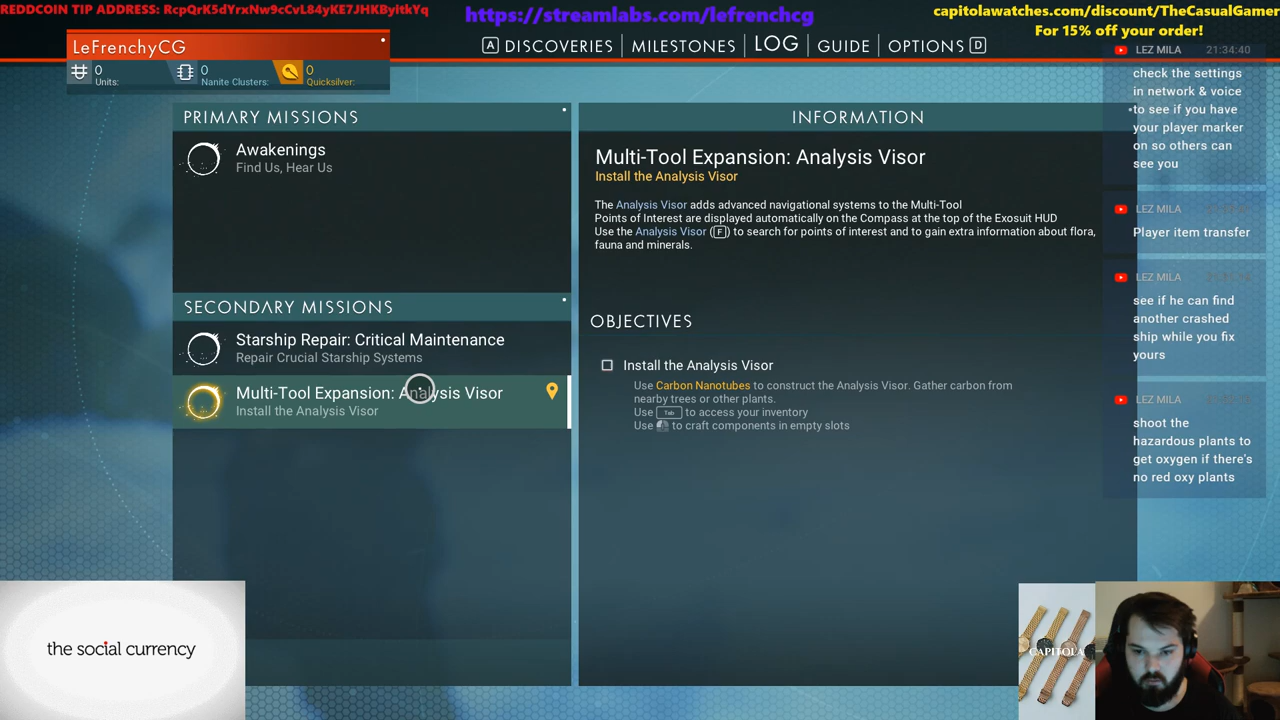 REDDCOIN TIP ADDRESS: RcpQrK5dYrxNw9cCvL84yKE7JHKByitkYq
https://streamlabs.com/lefrenchcg
capitolawatches.com/discount/TheCasualGamer
For 15% off your order!
LeFrenchyCG
0
Units:
0
Nanite Clusters:
0
Quicksilver:
A DISCOVERIES MILESTONES LOG GUIDE OPTIONS D
PRIMARY MISSIONS
Awakenings
Find Us, Hear Us
SECONDARY MISSIONS
Starship Repair: Critical Maintenance
Repair Crucial Starship Systems
Multi-Tool Expansion: Analysis Visor
Install the Analysis Visor
INFORMATION
Multi-Tool Expansion: Analysis Visor
Install the Analysis Visor
The Analysis Visor adds advanced navigational systems to the Multi-Tool
Points of Interest are displayed automatically on the Compass at the top of the Exosuit HUD
Use the Analysis Visor (F) to search for points of interest and to gain extra information about flora,
fauna and minerals.
OBJECTIVES
Install the Analysis Visor
Use Carbon Nanotubes to construct the Analysis Visor. Gather carbon from
nearby trees or other plants.
Use Tab to access your inventory
Use to craft components in empty slots
LEZ MILA 21:34:40
check the settings
in network & voice
to see if you have
your player marker
on so others can
see you
LEZ MILA
Player item transfer
LEZ MILA
see if he can find
another crashed
ship while you fix
yours
LEZ MILA
shoot the
hazardous plants to
get oxygen if there's
no red oxy plants
the social currency
CAPITOLA